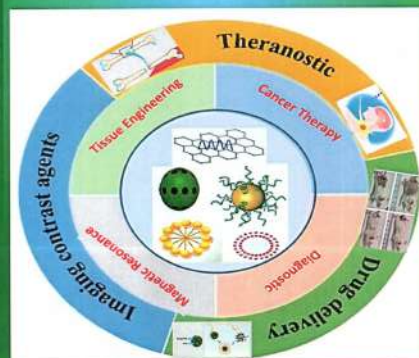 Theranostic
Tissue Engineering
Cancer Therapy
Imaging contrast agents
Magnetic Resonance
Diagnostic
Drug delivery